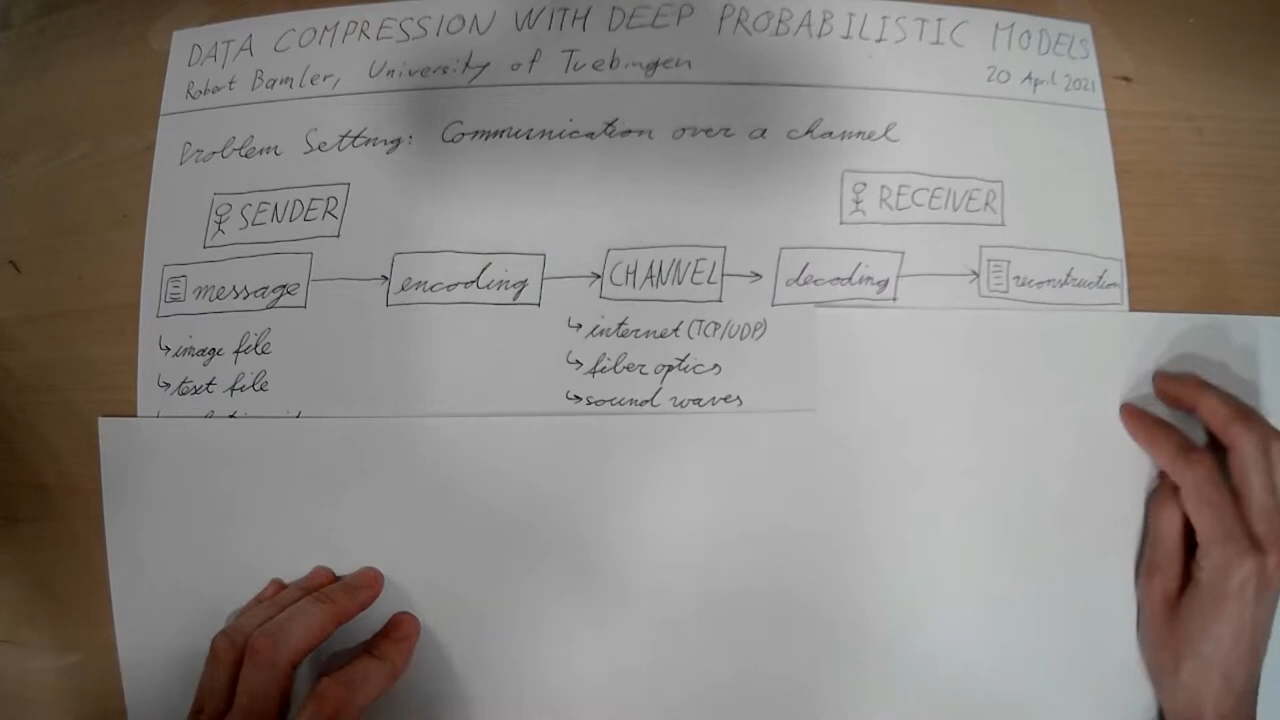 DATA COMPRESSION WITH DEEP PROBABILISTIC MODELS
Robert Bamler, University of Tuebingen
20 April 2021
Problem Setting: Communication over a channel
SENDER
RECEIVER
message
encoding
CHANNEL
decoding
reconstruction
↳ image file
↳ text file
↳ internet (TCP/UDP)
↳ fiber optics
↳ sound waves